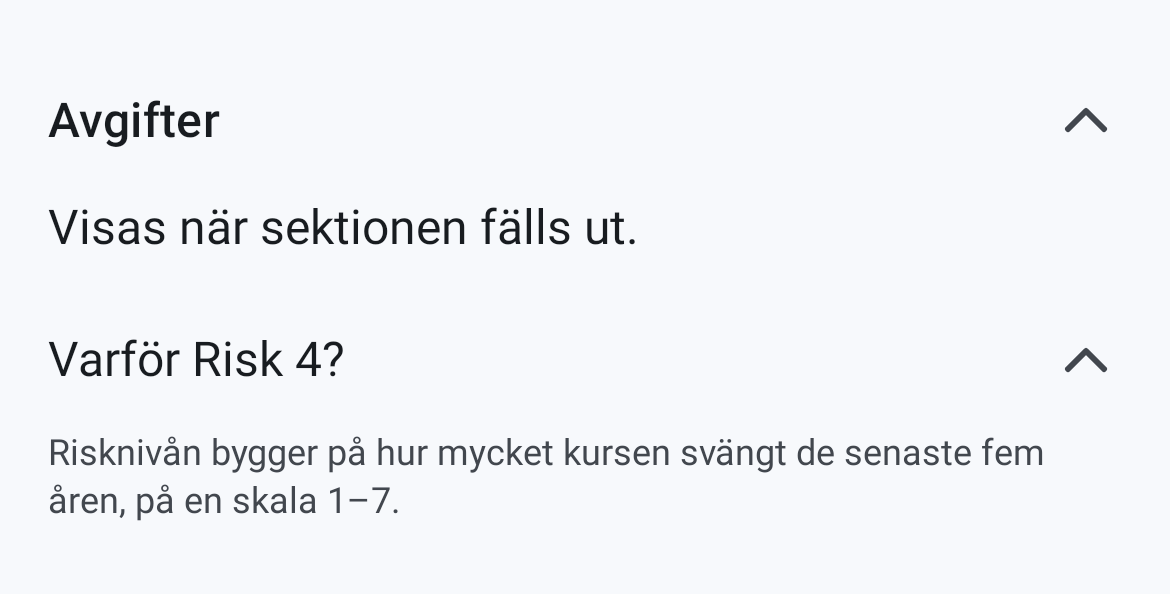 Avgifter
Visas när sektionen fälls ut.
Varför Risk 4?
Risknivån bygger på hur mycket kursen svängt de senaste fem
åren, på en skala 1–7.